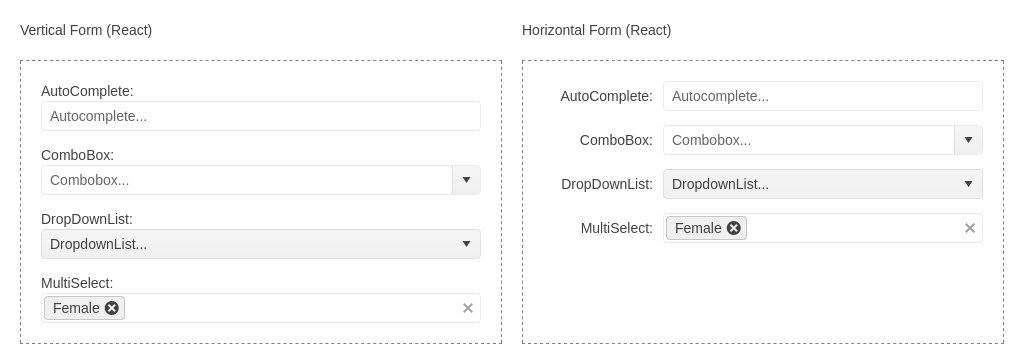 Vertical Form (React)
AutoComplete:
Autocomplete...
ComboBox:
Combobox...
DropDownList:
DropdownList...
MultiSelect:
Female
Horizontal Form (React)
AutoComplete: Autocomplete...
ComboBox: Combobox...
DropDownList: DropdownList...
MultiSelect: Female